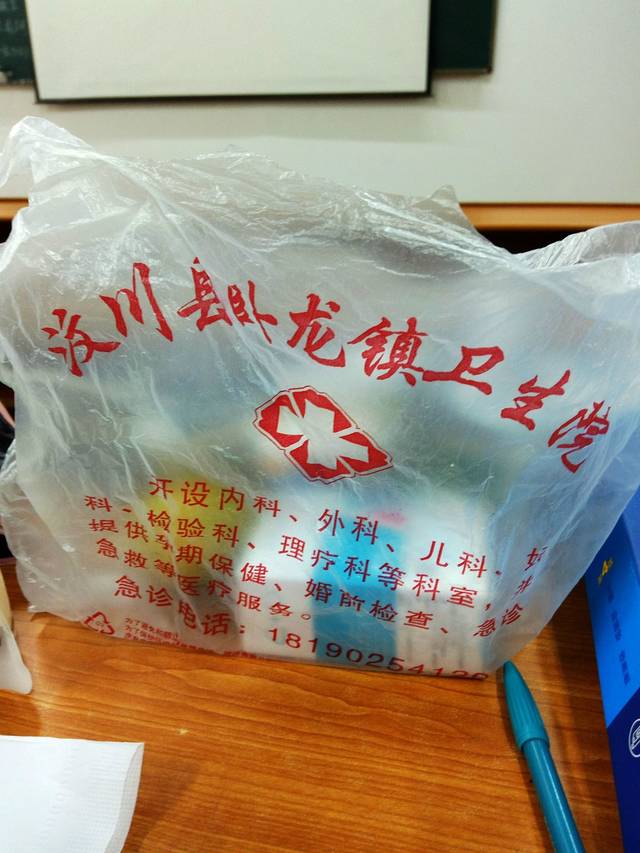 汶川县卧龙镇卫生院
开设内科、外科、儿科、妇
科、检验科、理疗科等科室，并
提供孕期保健、婚前检查、急诊
急救等医疗服务。
急诊电话：18190254126